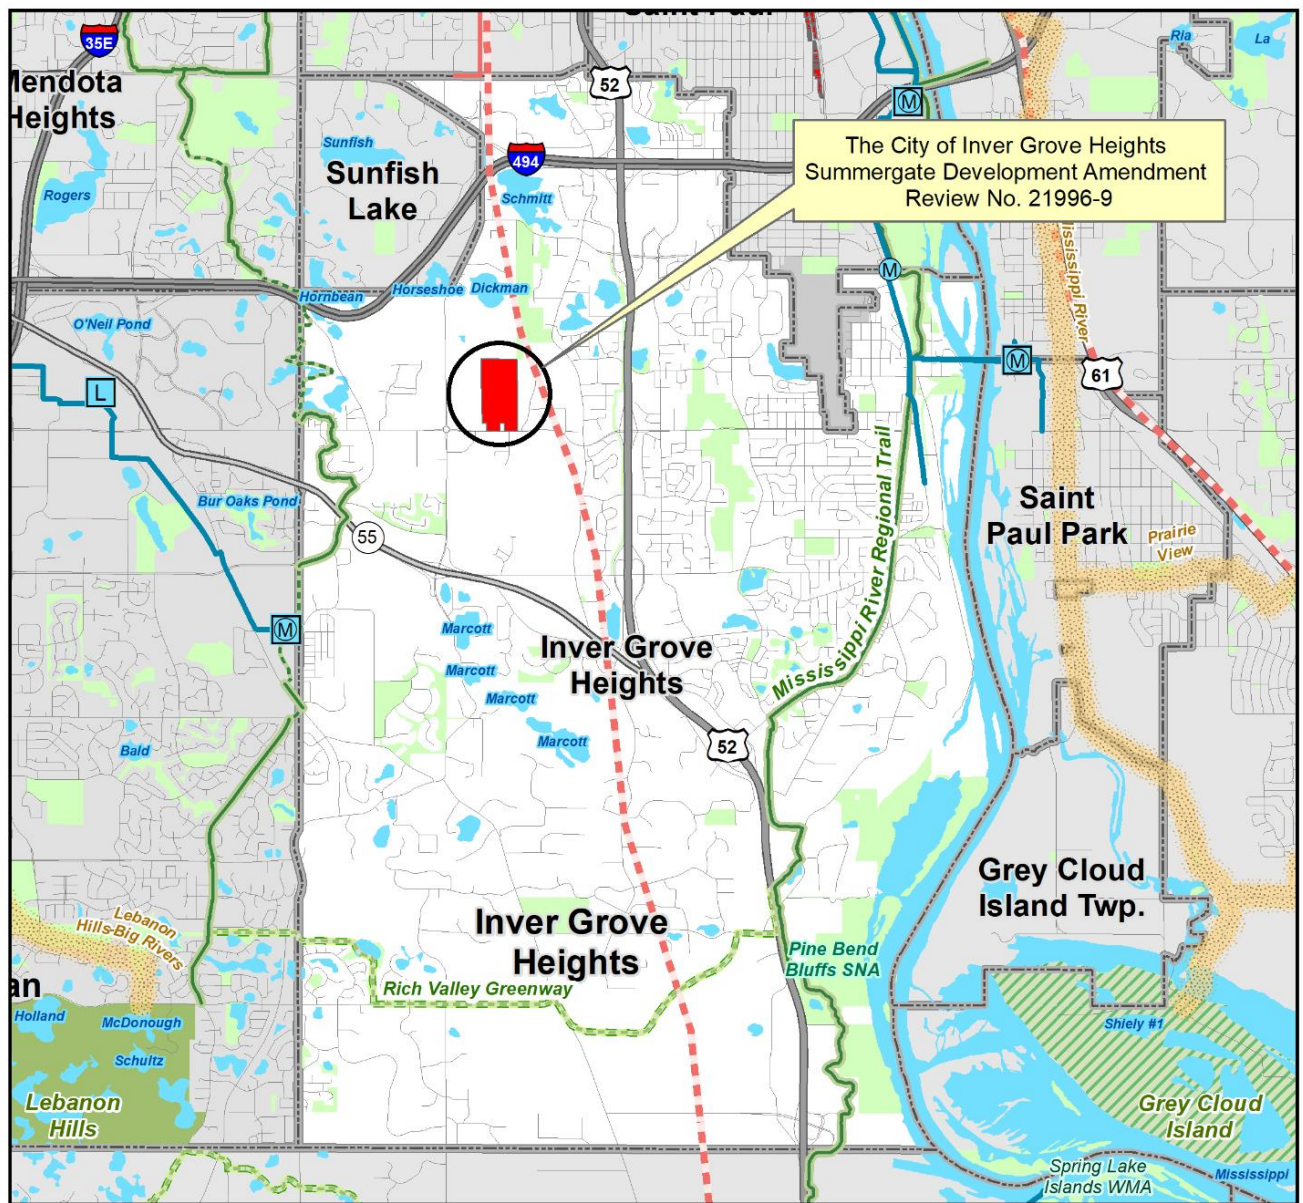 35E
Mendota
Heights
Saint Paul
52
Ria
La
The City of Inver Grove Heights
Summergate Development Amendment
Review No. 21996-9
Sunfish
Sunfish
Lake
494
Schmitt
Rogers
M
M
Mississippi River
Hornbean
Horseshoe
Dickman
O'Neil Pond
L
M
61
Mississippi River Regional Trail
Bur Oaks Pond
55
Saint
Paul Park
Prairie
View
M
Marcott
Marcott
Marcott
Marcott
Inver Grove
Heights
52
Bald
Grey Cloud
Island Twp.
Lebanon
Hills-Big Rivers
Inver Grove
Heights
Pine Bend
Bluffs SNA
Rich Valley Greenway
an
Holland
McDonough
Schultz
Lebanon
Hills
Shiely #1
Grey Cloud
Island
Spring Lake
Islands WMA
Mississippi